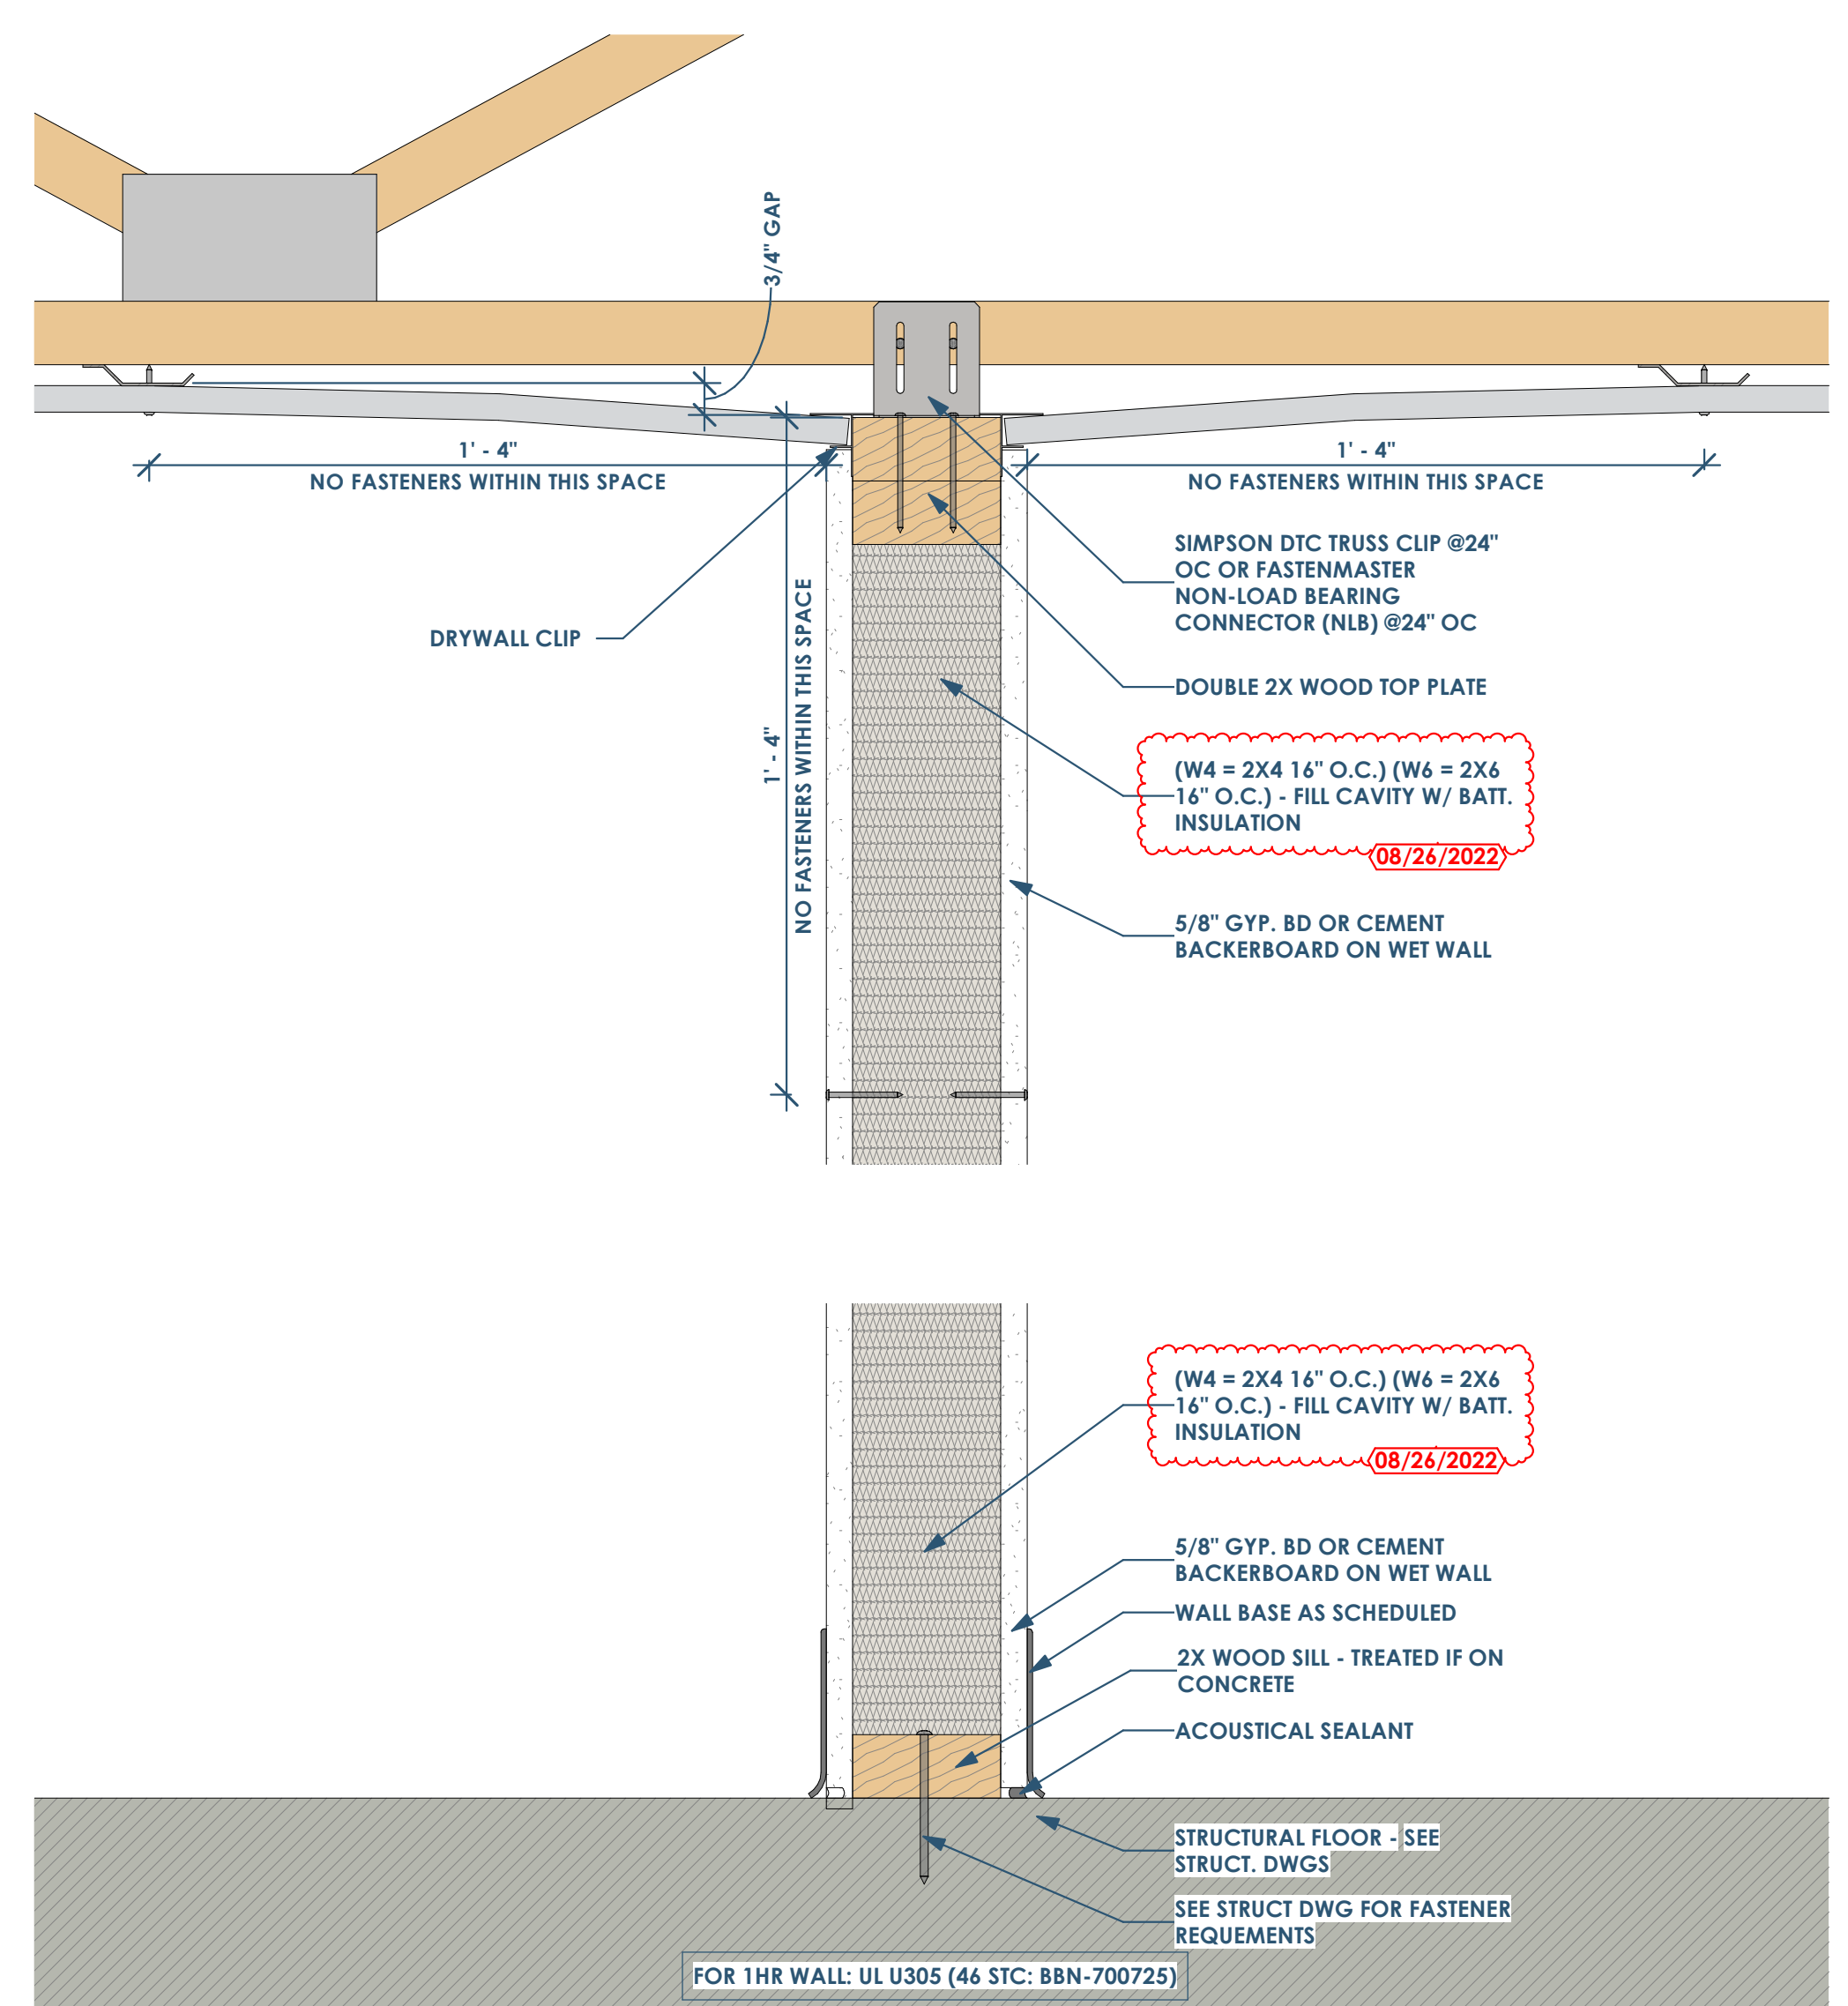 3/4" GAP
1' - 4"
NO FASTENERS WITHIN THIS SPACE
1' - 4"
NO FASTENERS WITHIN THIS SPACE
SIMPSON DTC TRUSS CLIP @24"
OC OR FASTENMASTER
NON-LOAD BEARING
CONNECTOR (NLB) @24" OC
DRYWALL CLIP
1' - 4"
NO FASTENERS WITHIN THIS SPACE
DOUBLE 2X WOOD TOP PLATE
(W4 = 2X4 16" O.C.) (W6 = 2X6
16" O.C.) - FILL CAVITY W/ BATT.
INSULATION
08/26/2022
5/8" GYP. BD OR CEMENT
BACKERBOARD ON WET WALL
(W4 = 2X4 16" O.C.) (W6 = 2X6
16" O.C.) - FILL CAVITY W/ BATT.
INSULATION
08/26/2022
5/8" GYP. BD OR CEMENT
BACKERBOARD ON WET WALL
WALL BASE AS SCHEDULED
2X WOOD SILL - TREATED IF ON
CONCRETE
ACOUSTICAL SEALANT
STRUCTURAL FLOOR - SEE
STRUCT. DWGS
SEE STRUCT DWG FOR FASTENER
REQUEMENTS
FOR 1HR WALL: UL U305 (46 STC: BBN-700725)